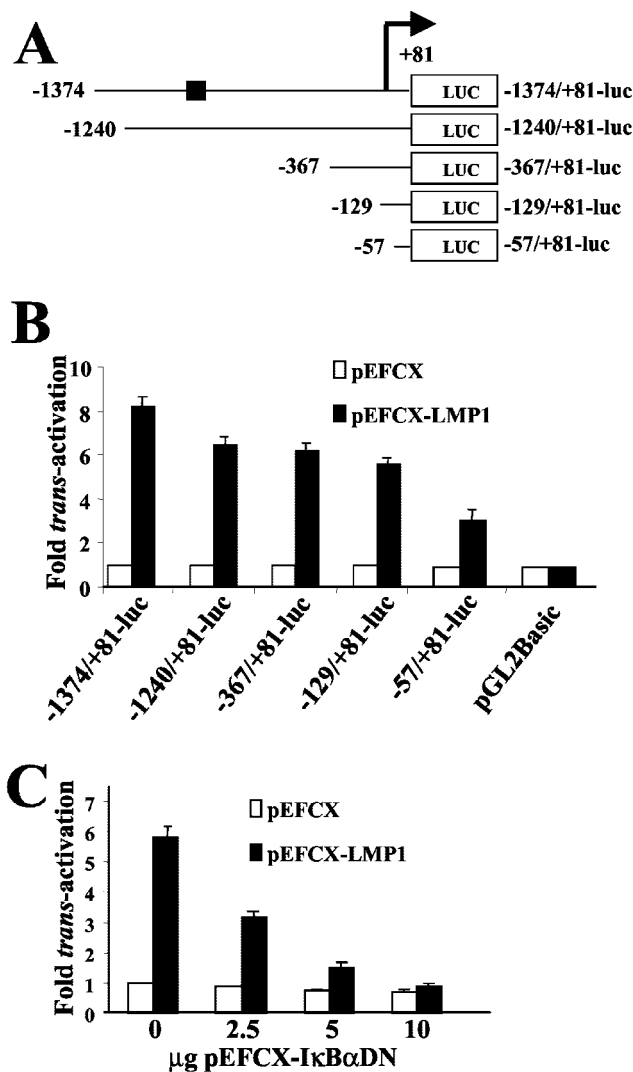 A
+81
-1374 LUC -1374/+81-luc
-1240 LUC -1240/+81-luc
-367 LUC -367/+81-luc
-129 LUC -129/+81-luc
-57 LUC -57/+81-luc
B
Fold trans-activation
10
8
6
4
2
0
pEFCX
pEFCX-LMP1
-1374/+81-luc
-1240/+81-luc
-367/+81-luc
-129/+81-luc
-57/+81-luc
pGL2Basic
C
Fold trans-activation
7
6
5
4
3
2
1
0
pEFCX
pEFCX-LMP1
0 2.5 5 10
μg pEFCX-IκBαDN